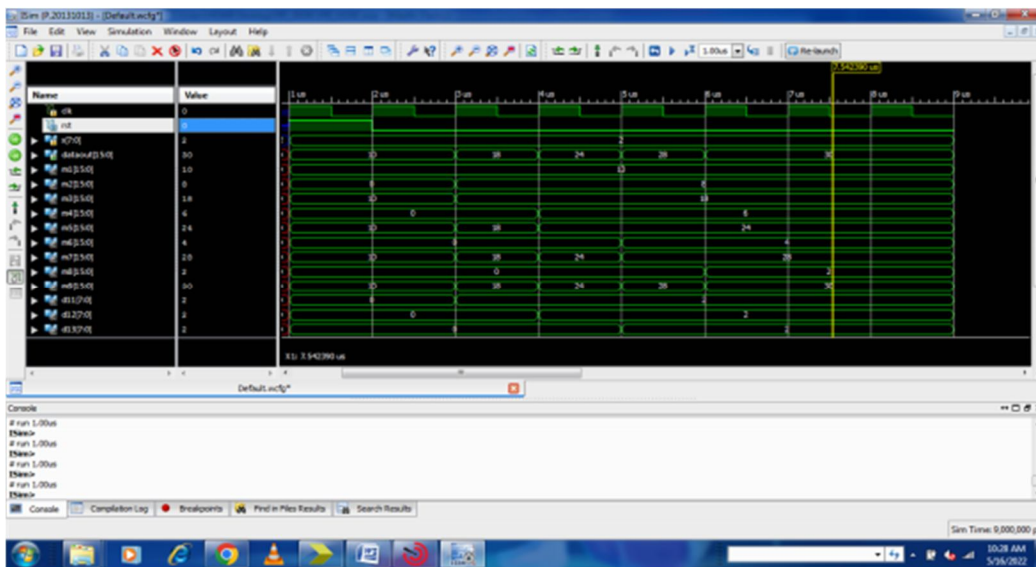 ISim (P.20131013) - [Default.wcfg*]
File Edit View Simulation Window Layout Help
1.00us Re-launch
7.542390 us
Name Value
1 us 2 us 3 us 4 us 5 us 6 us 7 us 8 us 9 us
clk 0
rst 0
x[7:0] 2 2
dataout[15:0] 30 10 18 24 28 30
m1[15:0] 10 10
m2[15:0] 8 0 8
m3[15:0] 18 10 18
m4[15:0] 6 0 6
m5[15:0] 24 10 18 24
m6[15:0] 4 0 4
m7[15:0] 28 10 18 24 28
m8[15:0] 2 0 2
m9[15:0] 30 10 18 24 28 30
d11[7:0] 2 0 2
d12[7:0] 2 0 2
d13[7:0] 2 0 2
X1: 7.542390 us
Default.wcfg*
Console
# run 1.00us
ISim>
# run 1.00us
ISim>
# run 1.00us
ISim>
# run 1.00us
ISim>
Console Compilation Log Breakpoints Find in Files Results Search Results
Sim Time: 9,000,000 p
10:28 AM
5/16/2022